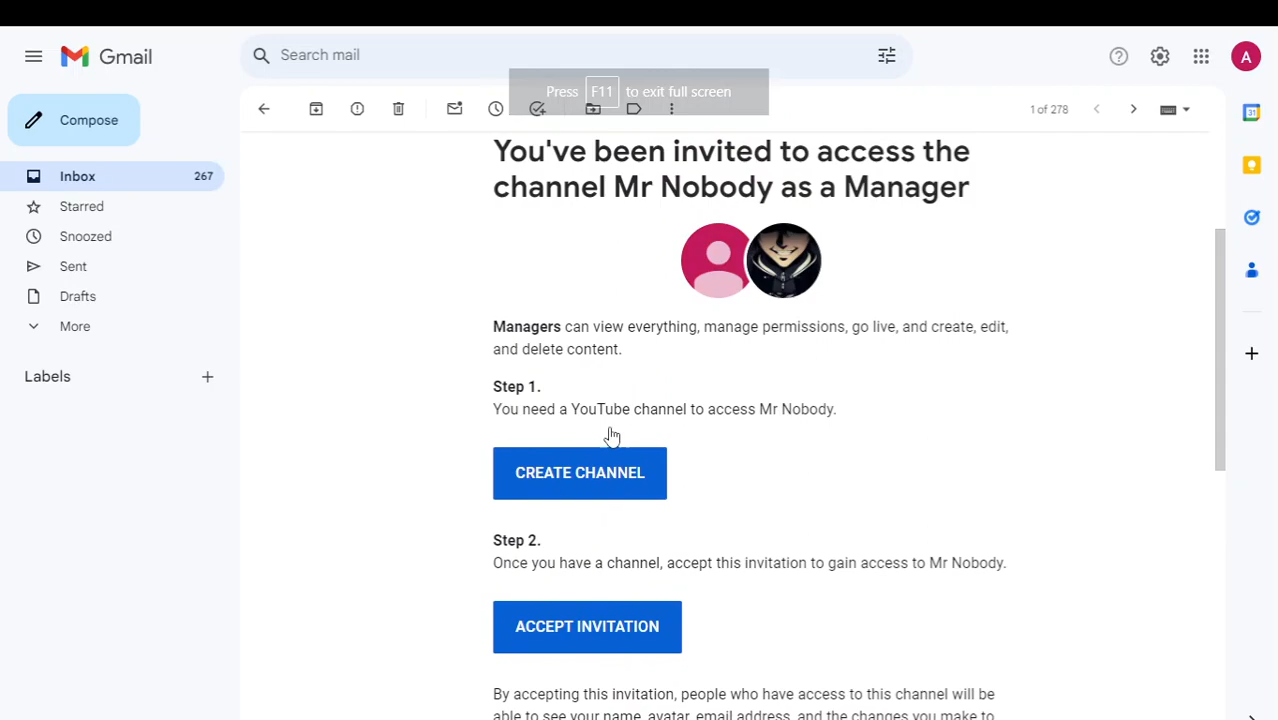 Gmail
Search mail
A
Press F11 to exit full screen
Compose
1 of 278
Inbox 267
Starred
Snoozed
Sent
Drafts
More
Labels
You've been invited to access the
channel Mr Nobody as a Manager
Managers can view everything, manage permissions, go live, and create, edit,
and delete content.
Step 1.
You need a YouTube channel to access Mr Nobody.
CREATE CHANNEL
Step 2.
Once you have a channel, accept this invitation to gain access to Mr Nobody.
ACCEPT INVITATION
By accepting this invitation, people who have access to this channel will be
able to see your name, avatar, email address, and the changes you make to
31